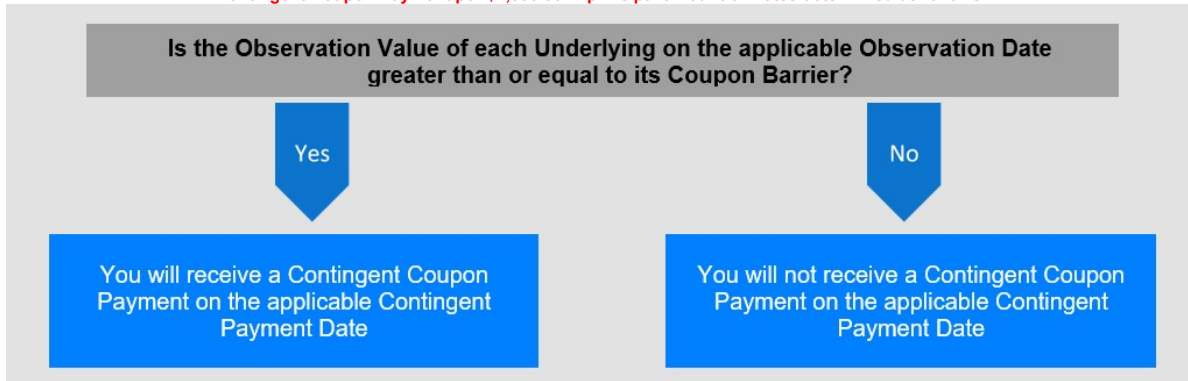 Is the Observation Value of each Underlying on the applicable Observation Date
greater than or equal to its Coupon Barrier?
Yes
No
You will receive a Contingent Coupon
Payment on the applicable Contingent
Payment Date
You will not receive a Contingent Coupon
Payment on the applicable Contingent
Payment Date